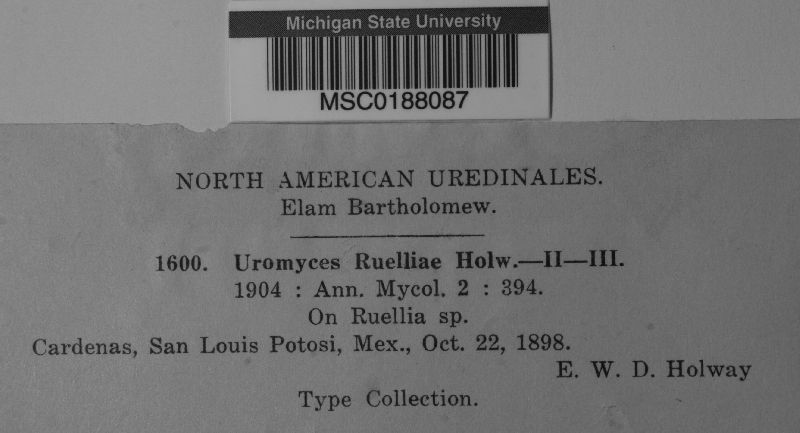 Michigan State University
MSC0188087
NORTH AMERICAN UREDINALES.
Elam Bartholomew.
1600. Uromyces Ruelliae Holw.—II—III.
1904 : Ann. Mycol. 2 : 394.
On Ruellia sp.
Cardenas, San Louis Potosi, Mex., Oct. 22, 1898.
E. W. D. Holway
Type Collection.